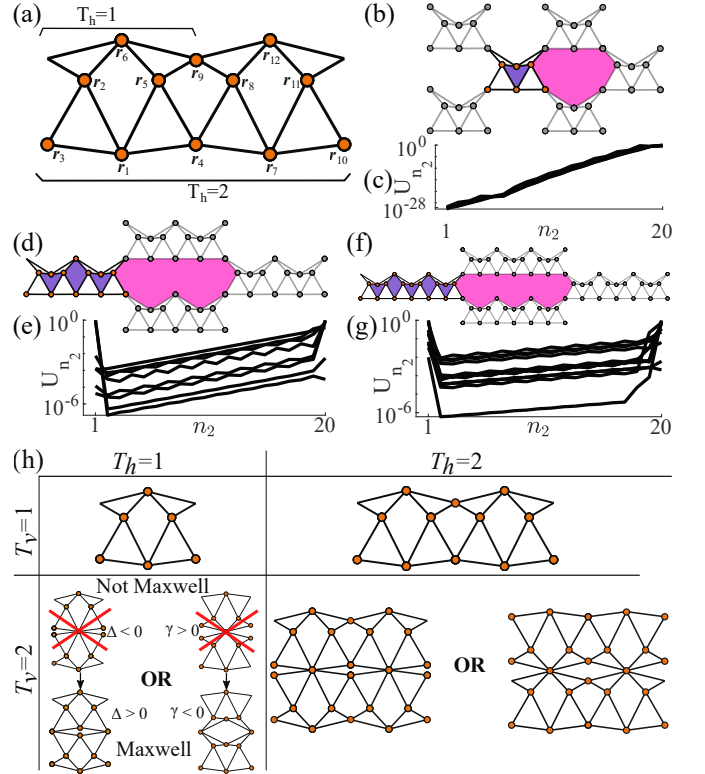 (a)
T_h=1
r_6
r_12
r_9
r_2
r_5
r_8
r_11
r_3
r_1
r_4
r_7
r_10
T_h=2
(b)
(c)
U_n_2
10^0
10^-28
1
n_2
20
(d)
(e)
U_n_2
10^0
10^-6
1
n_2
20
(f)
(g)
U_n_2
10^0
10^-6
1
n_2
20
(h)
T_h=1
T_h=2
T_v=1
T_v=2
Not Maxwell
Δ < 0
γ > 0
OR
Δ > 0
γ < 0
Maxwell
OR